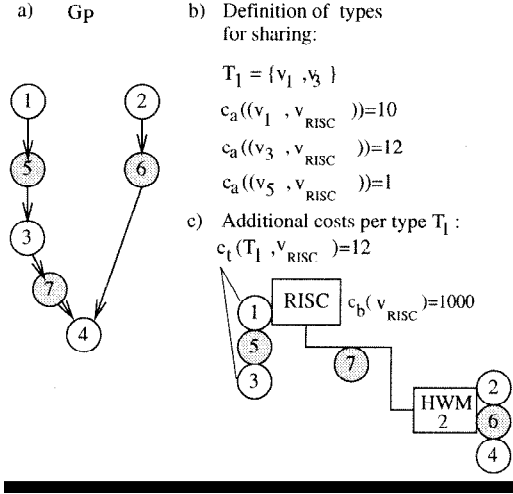 a) Gp
b) Definition of types
for sharing:
T1 = {v1 ,v3 }
ca((v1 ,vRISC ))=10
ca((v3 ,vRISC ))=12
ca((v5 ,vRISC ))=1
1
2
5
6
3
7
4
c) Additional costs per type T1 :
ct(T1 ,vRISC )=12
1
RISC
cb( vRISC)=1000
5
3
7
HWM
2
2
6
4